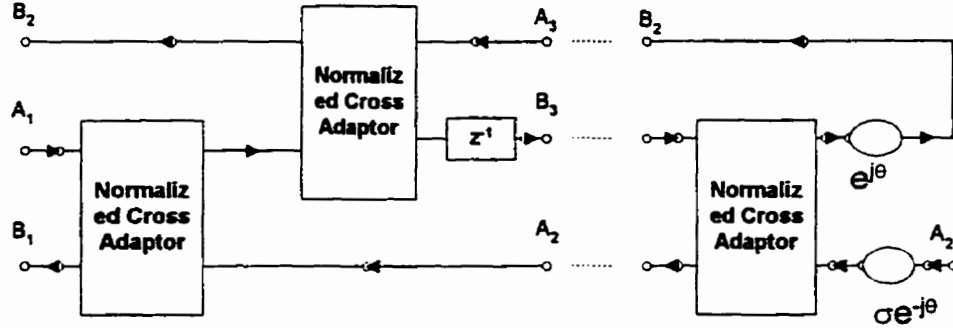 B2
A3
B2
Normaliz
ed Cross
Adaptor
A1
B3
z-1
Normaliz
ed Cross
Adaptor
Normaliz
ed Cross
Adaptor
ejθ
B1
A2
A2
σe-jθ